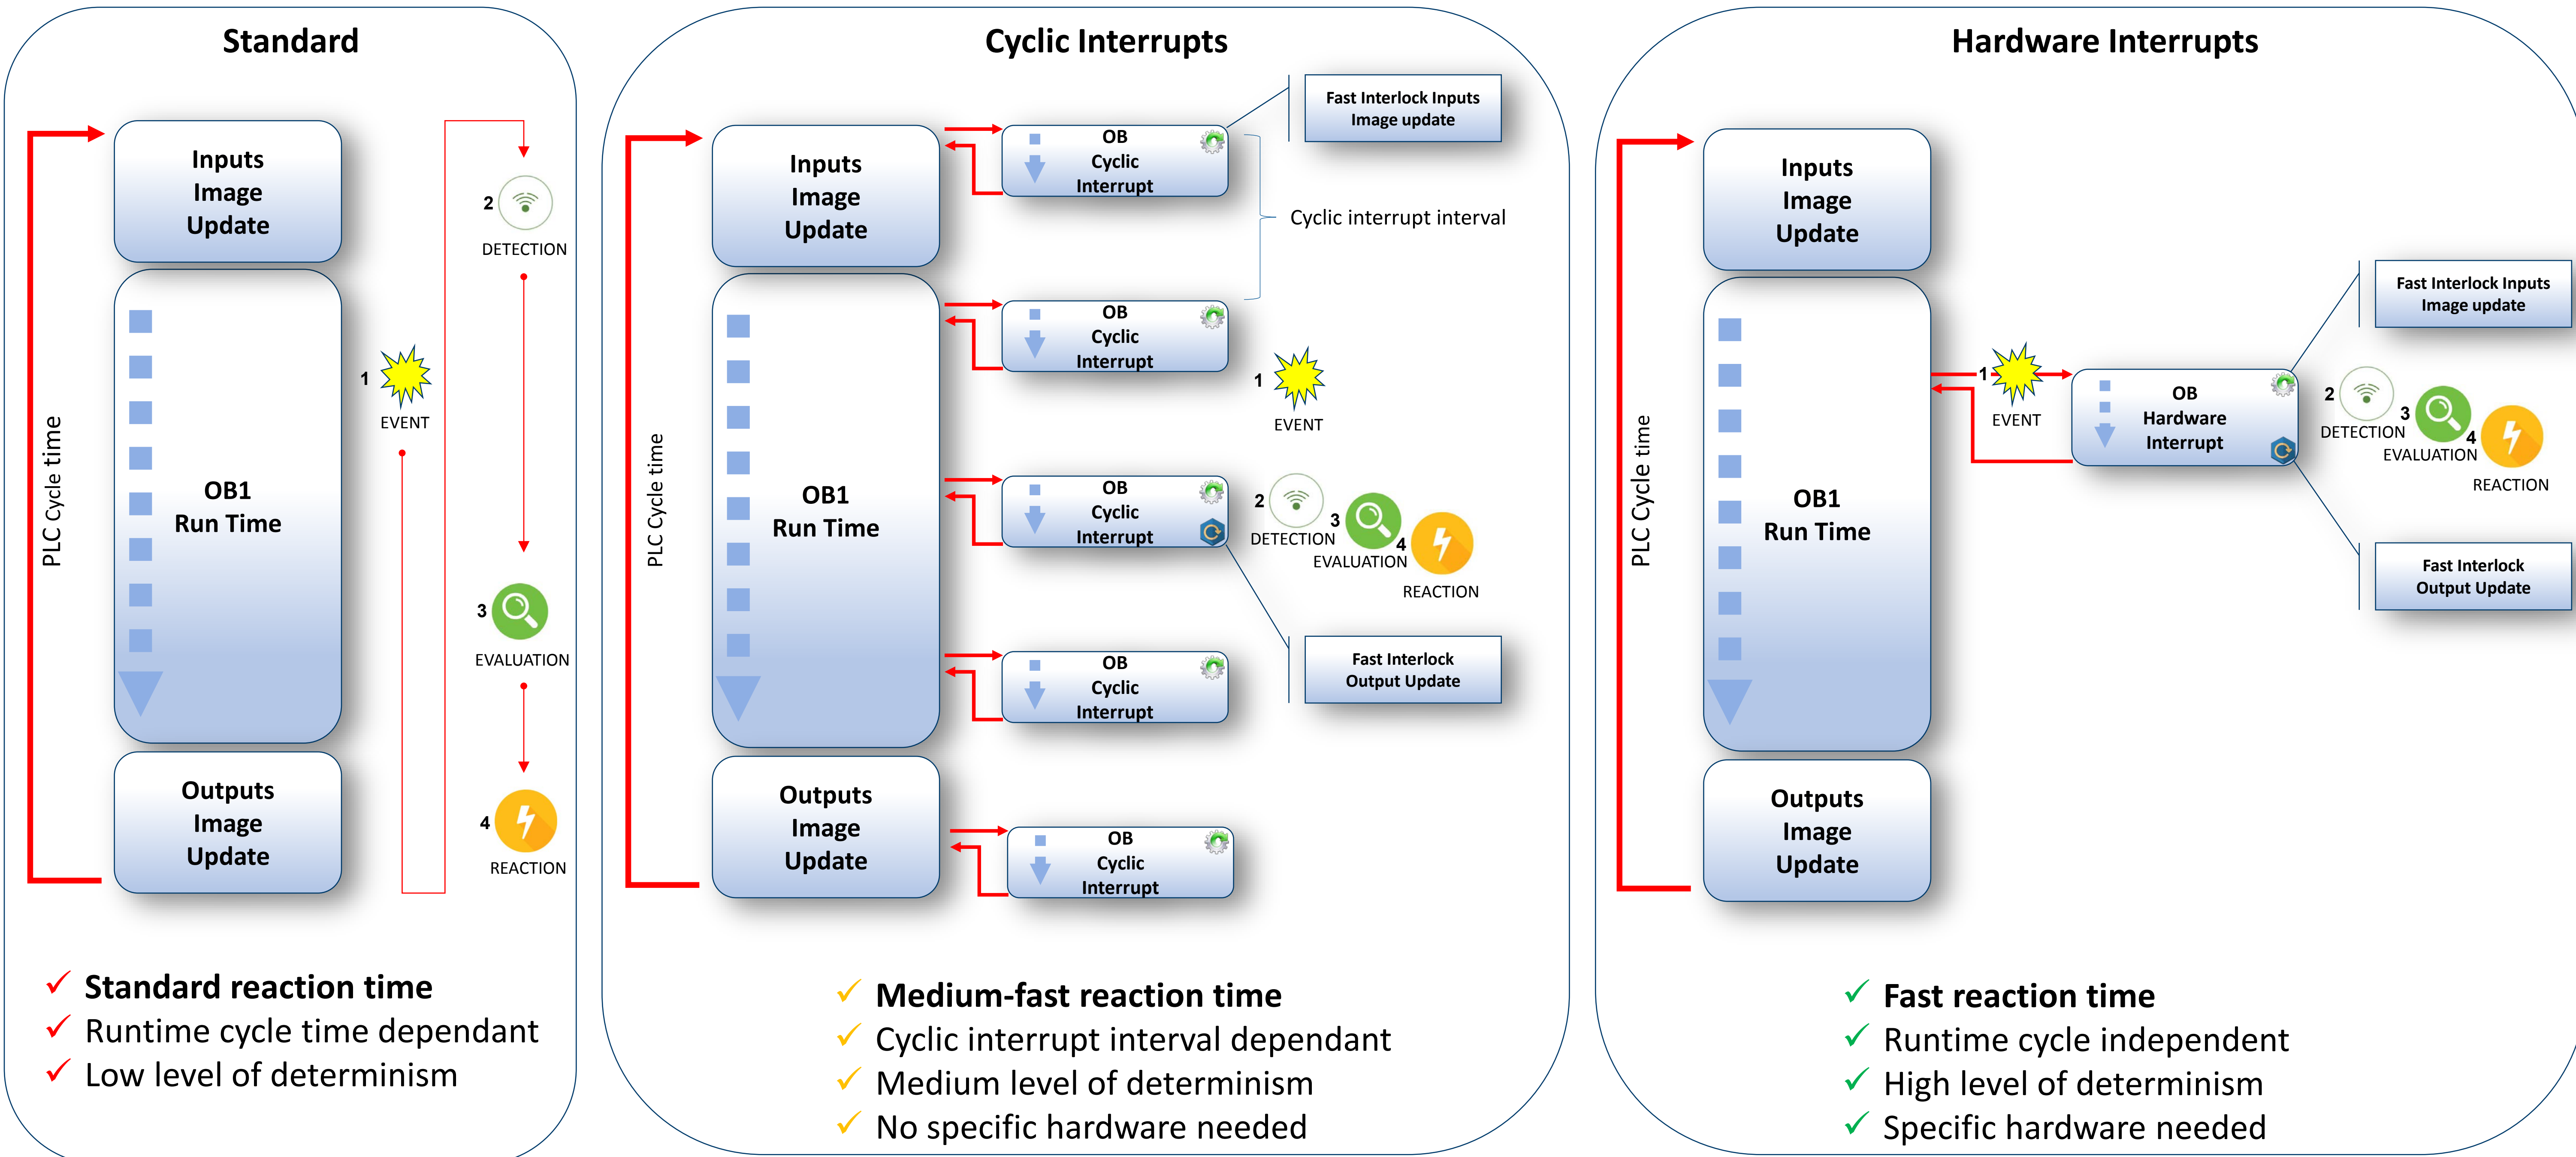 Standard
PLC Cycle time
Inputs
Image
Update
OB1
Run Time
Outputs
Image
Update
1
EVENT
2
DETECTION
3
EVALUATION
4
REACTION
Standard reaction time
Runtime cycle time dependant
Low level of determinism
Cyclic Interrupts
PLC Cycle time
Inputs
Image
Update
OB1
Run Time
Outputs
Image
Update
OB
Cyclic
Interrupt
Fast Interlock Inputs
Image update
Cyclic interrupt interval
OB
Cyclic
Interrupt
1
EVENT
OB
Cyclic
Interrupt
2
DETECTION
3
EVALUATION
4
REACTION
OB
Cyclic
Interrupt
Fast Interlock
Output Update
OB
Cyclic
Interrupt
Medium-fast reaction time
Cyclic interrupt interval dependant
Medium level of determinism
No specific hardware needed
Hardware Interrupts
PLC Cycle time
Inputs
Image
Update
OB1
Run Time
Outputs
Image
Update
1
EVENT
OB
Hardware
Interrupt
Fast Interlock Inputs
Image update
2
DETECTION
3
EVALUATION
4
REACTION
Fast Interlock
Output Update
Fast reaction time
Runtime cycle independent
High level of determinism
Specific hardware needed